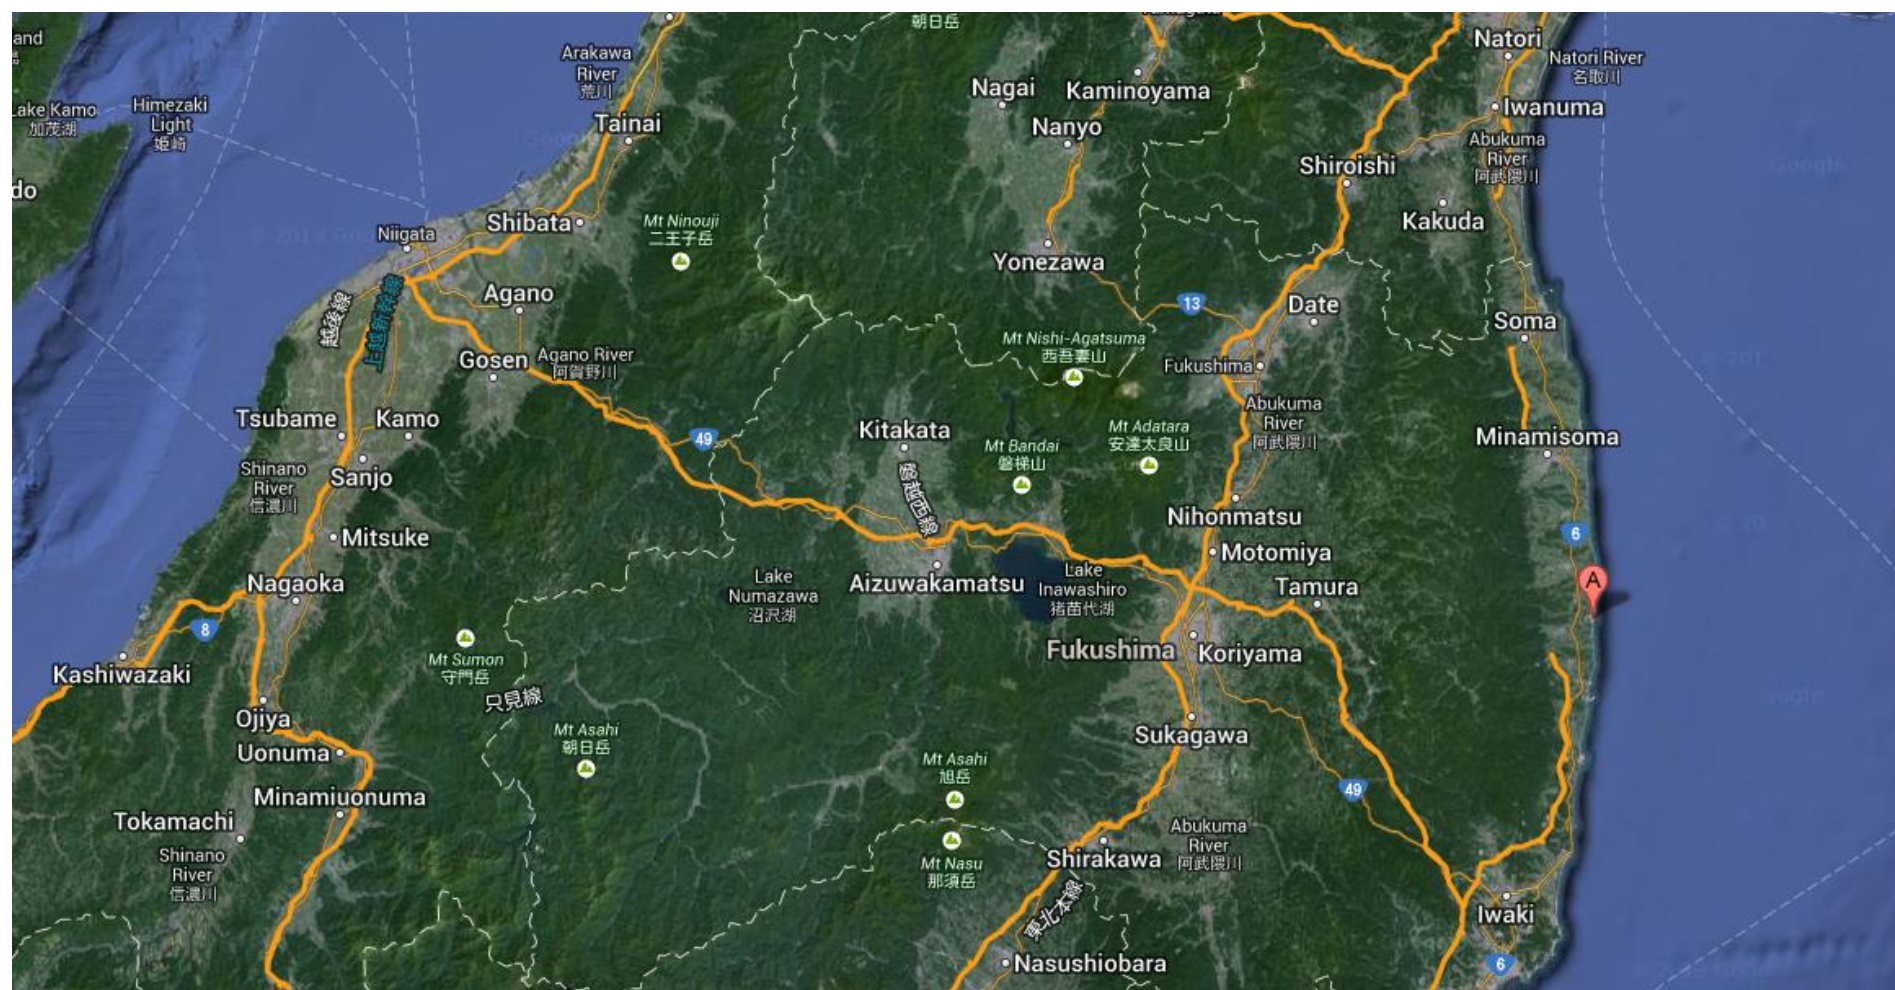 朝日岳
and
Lake Kamo
加茂湖
do
Himezaki
Light
姫崎
Arakawa
River
荒川
Tainai
Nagai
Kaminoyama
Nanyo
Natori
Natori River
名取川
Iwanuma
Abukuma
River
阿武隈川
Shiroishi
Kakuda
Niigata
Shibata
Mt Ninouji
二王子岳
Yonezawa
越後線
上越新幹線
Agano
13
Date
Soma
Gosen
Agano River
阿賀野川
Mt Nishi-Agatsuma
西吾妻山
Fukushima
Abukuma
River
阿武隈川
Tsubame
Kamo
49
Kitakata
Mt Bandai
磐梯山
Mt Adatara
安達太良山
Minamisoma
Shinano
River
信濃川
Sanjo
磐越西線
Nihonmatsu
6
Mitsuke
Motomiya
Nagaoka
Lake
Numazawa
沼沢湖
Aizuwakamatsu
Lake
Inawashiro
猪苗代湖
Tamura
A
8
Mt Sumon
守門岳
Fukushima
Koriyama
Kashiwazaki
只見線
Ojiya
Uonuma
Mt Asahi
朝日岳
Sukagawa
Mt Asahi
旭岳
49
Minamiuonuma
Tokamachi
Shinano
River
信濃川
Mt Nasu
那須岳
Shirakawa
Abukuma
River
阿武隈川
東北本線
Iwaki
Nasushiobara
6